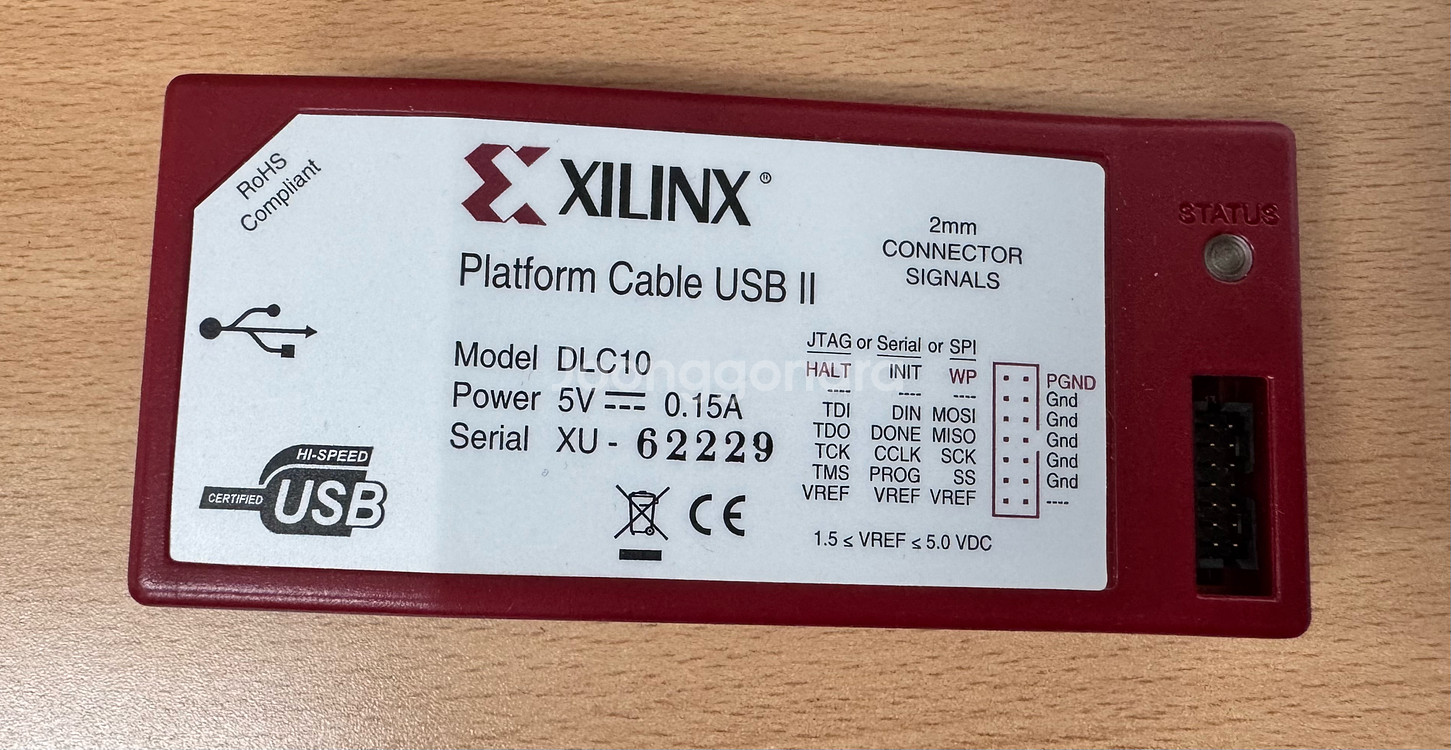 RoHS
Compliant
XILINX®
Platform Cable USB II
Model DLC10
Power 5V 0.15A
Serial XU - 62229
HI-SPEED
CERTIFIED USB
CE
2mm
CONNECTOR
SIGNALS
JTAG or Serial or SPI
HALT INIT WP PGND
---- ---- ---- Gnd
TDI DIN MOSI Gnd
TDO DONE MISO Gnd
TCK CCLK SCK Gnd
TMS PROG SS Gnd
VREF VREF VREF ----
1.5 ≤ VREF ≤ 5.0 VDC
STATUS